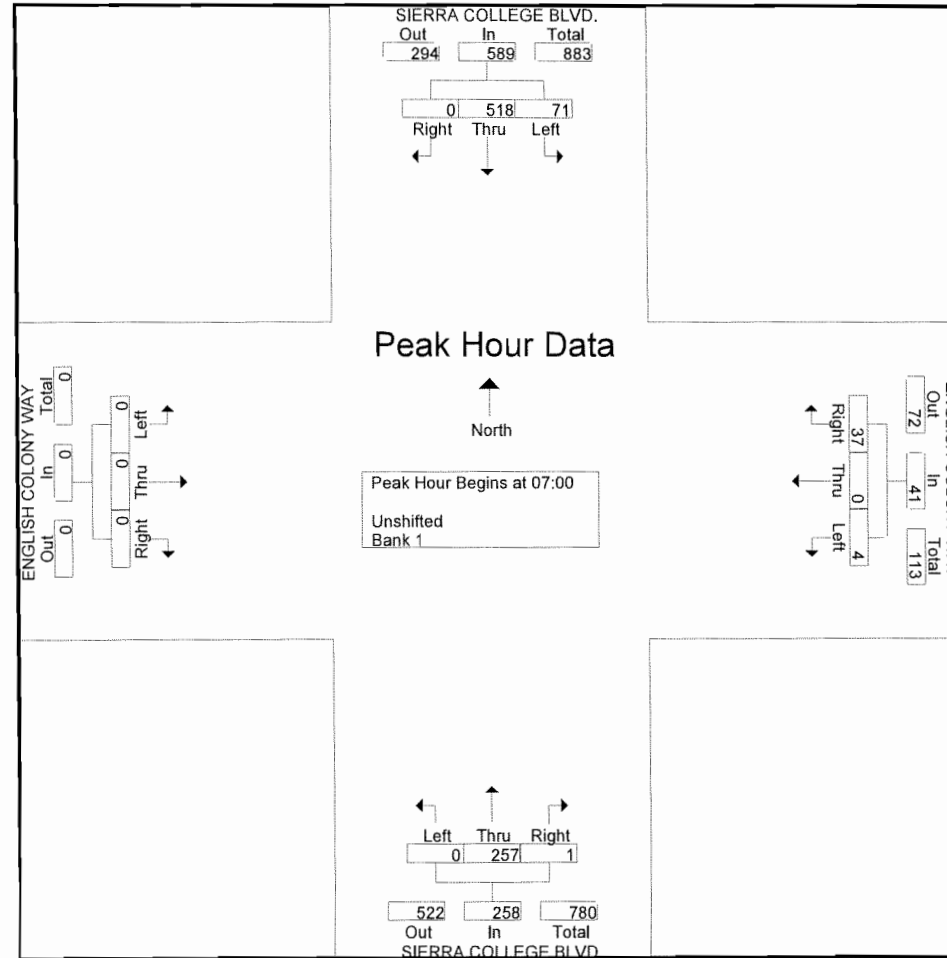 SIERRA COLLEGE BLVD.
Out In Total
294 589 883
0 518 71
Right Thru Left
Peak Hour Data
North
Peak Hour Begins at 07:00
Unshifted
Bank 1
ENGLISH COLONY WAY
Total In Out
0 0 0
0 0 0
Left Thru Right
Right Thru Left
37 0 4
72 41 113
Out In Total
Left Thru Right
0 257 1
522 258 780
Out In Total
SIERRA COLLEGE BLVD